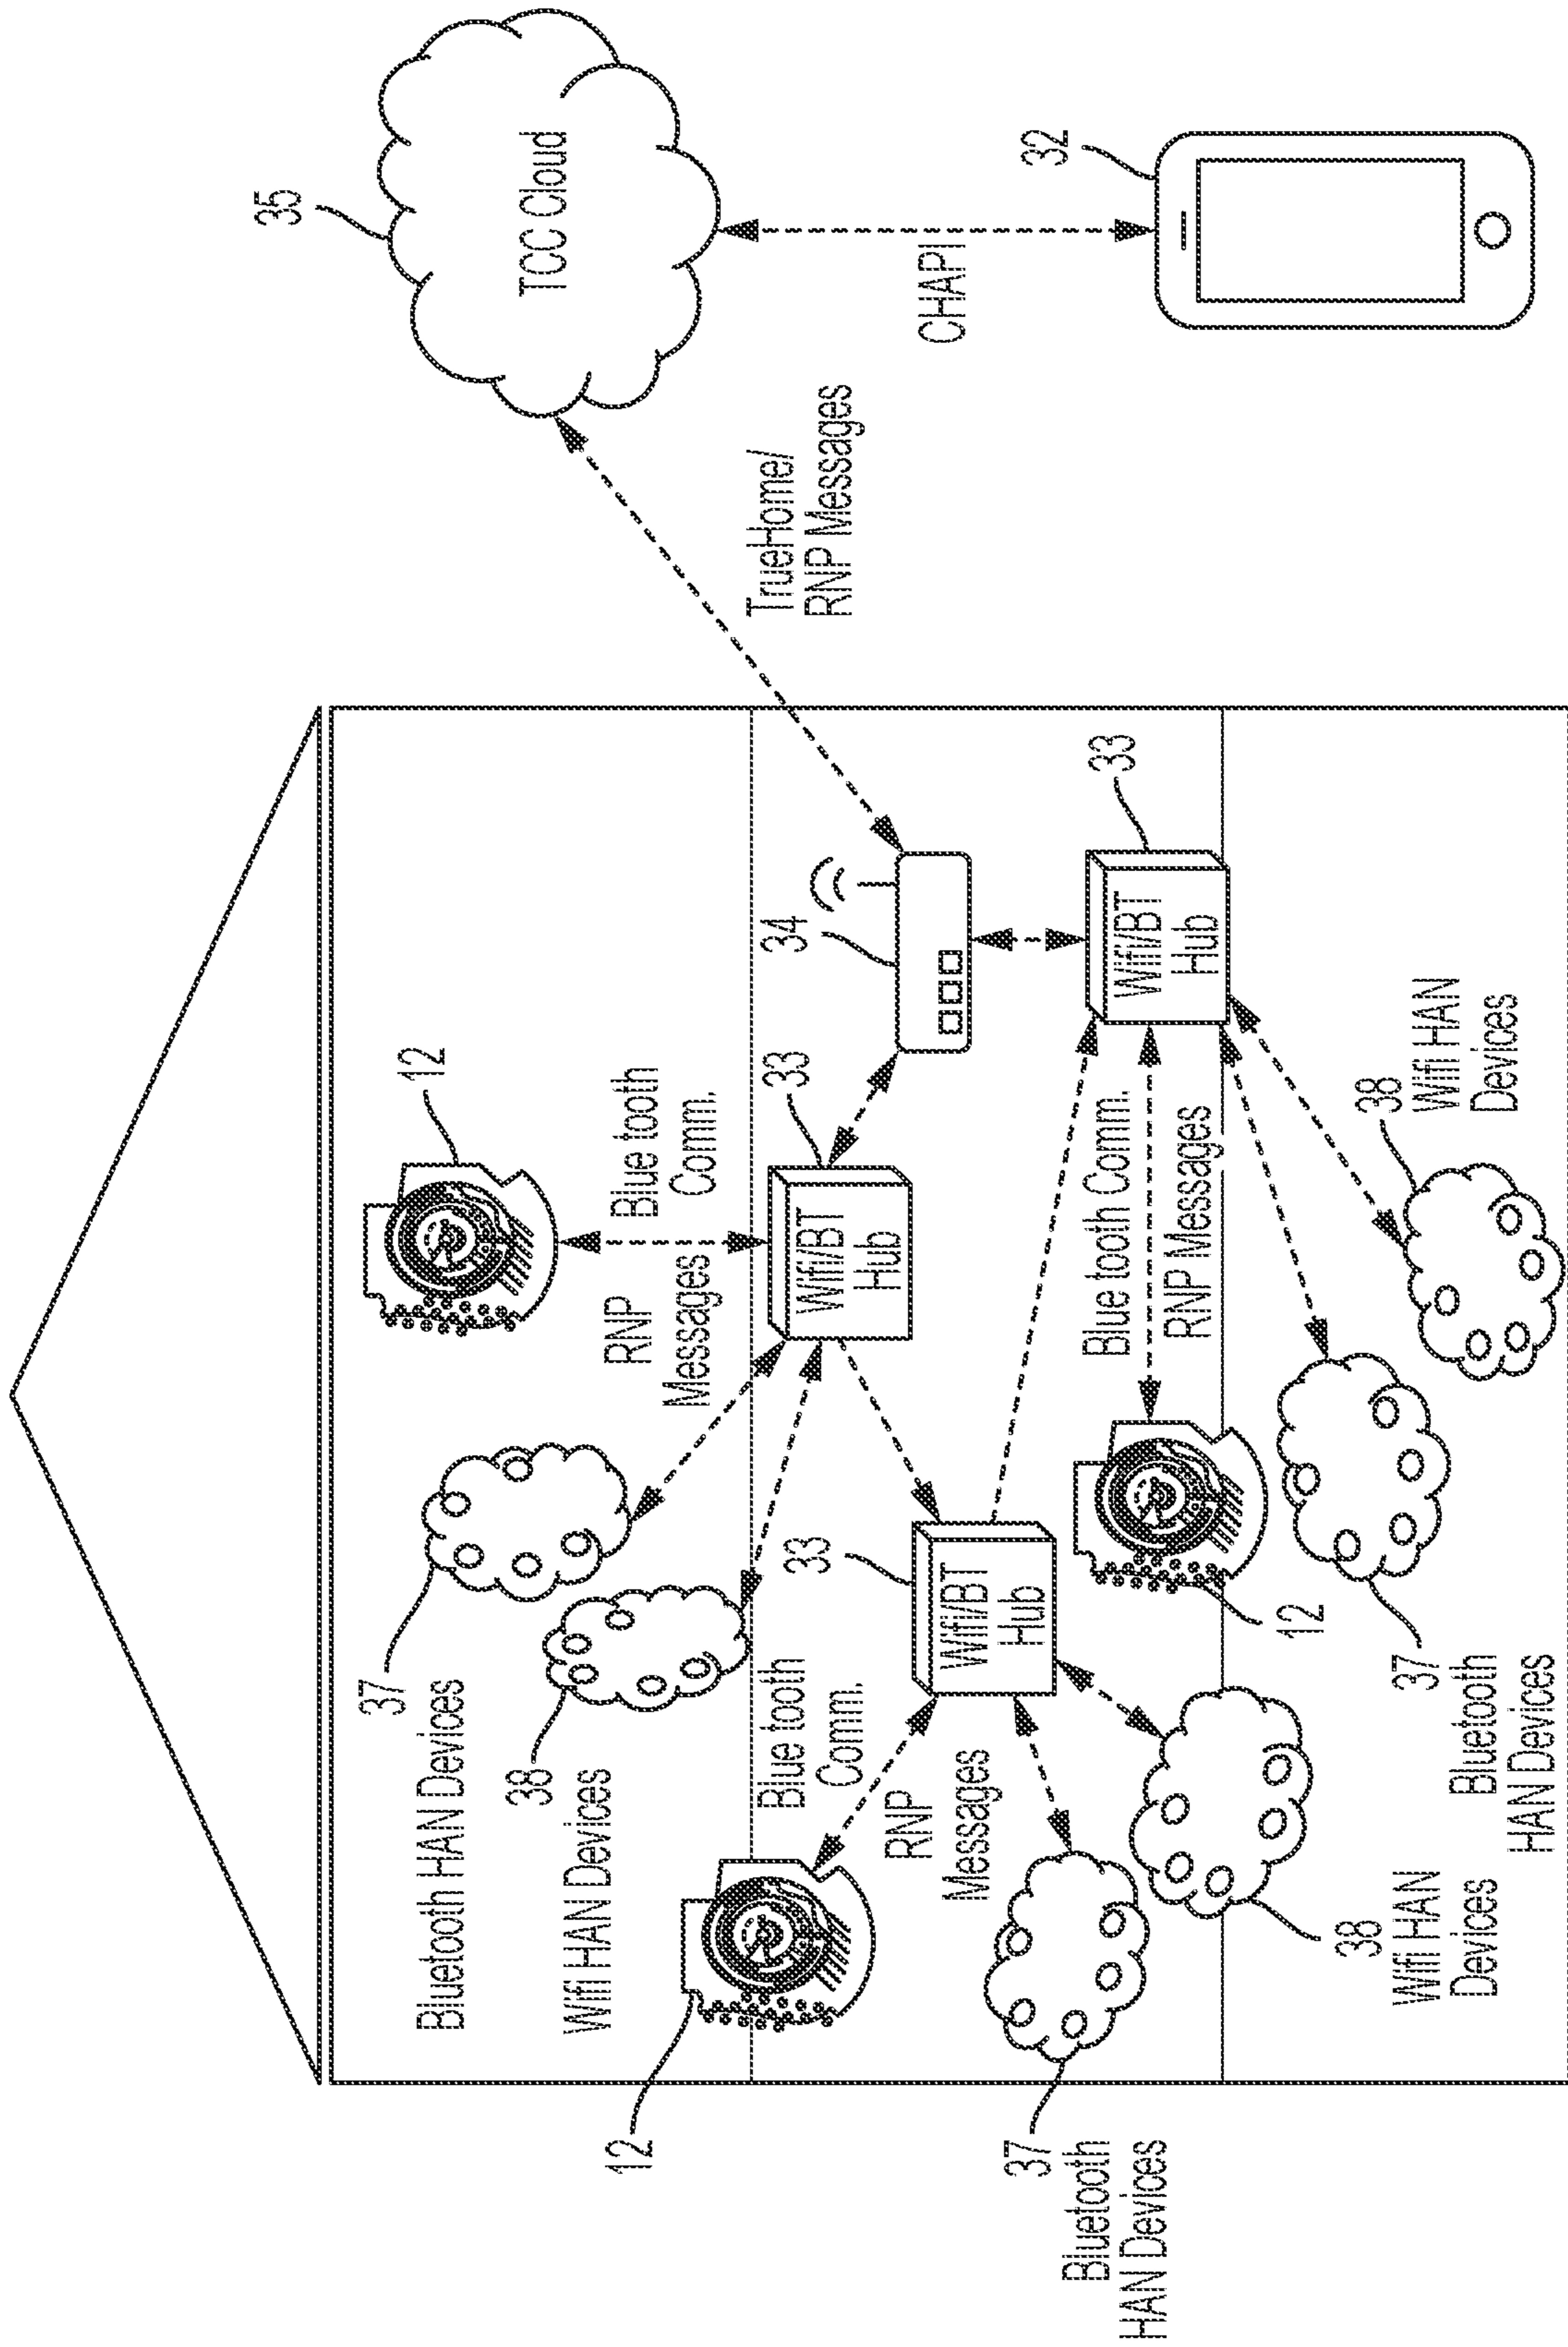 35
TCC Cloud
CHAPI
32
TrueHome/
RNP Messages
12
Blue tooth
Comm.
RNP
Messages
33
Wifi/BT
Hub
34
33
Wifi/BT
Hub
37
Bluetooth HAN Devices
38
Wifi HAN Devices
Blue tooth
Comm.
RNP
Messages
12
33
Wifi/BT
Hub
Blue tooth Comm.
RNP Messages
12
37
Bluetooth
HAN Devices
38
Wifi HAN
Devices
37
Bluetooth
HAN Devices
38
Wifi HAN
Devices